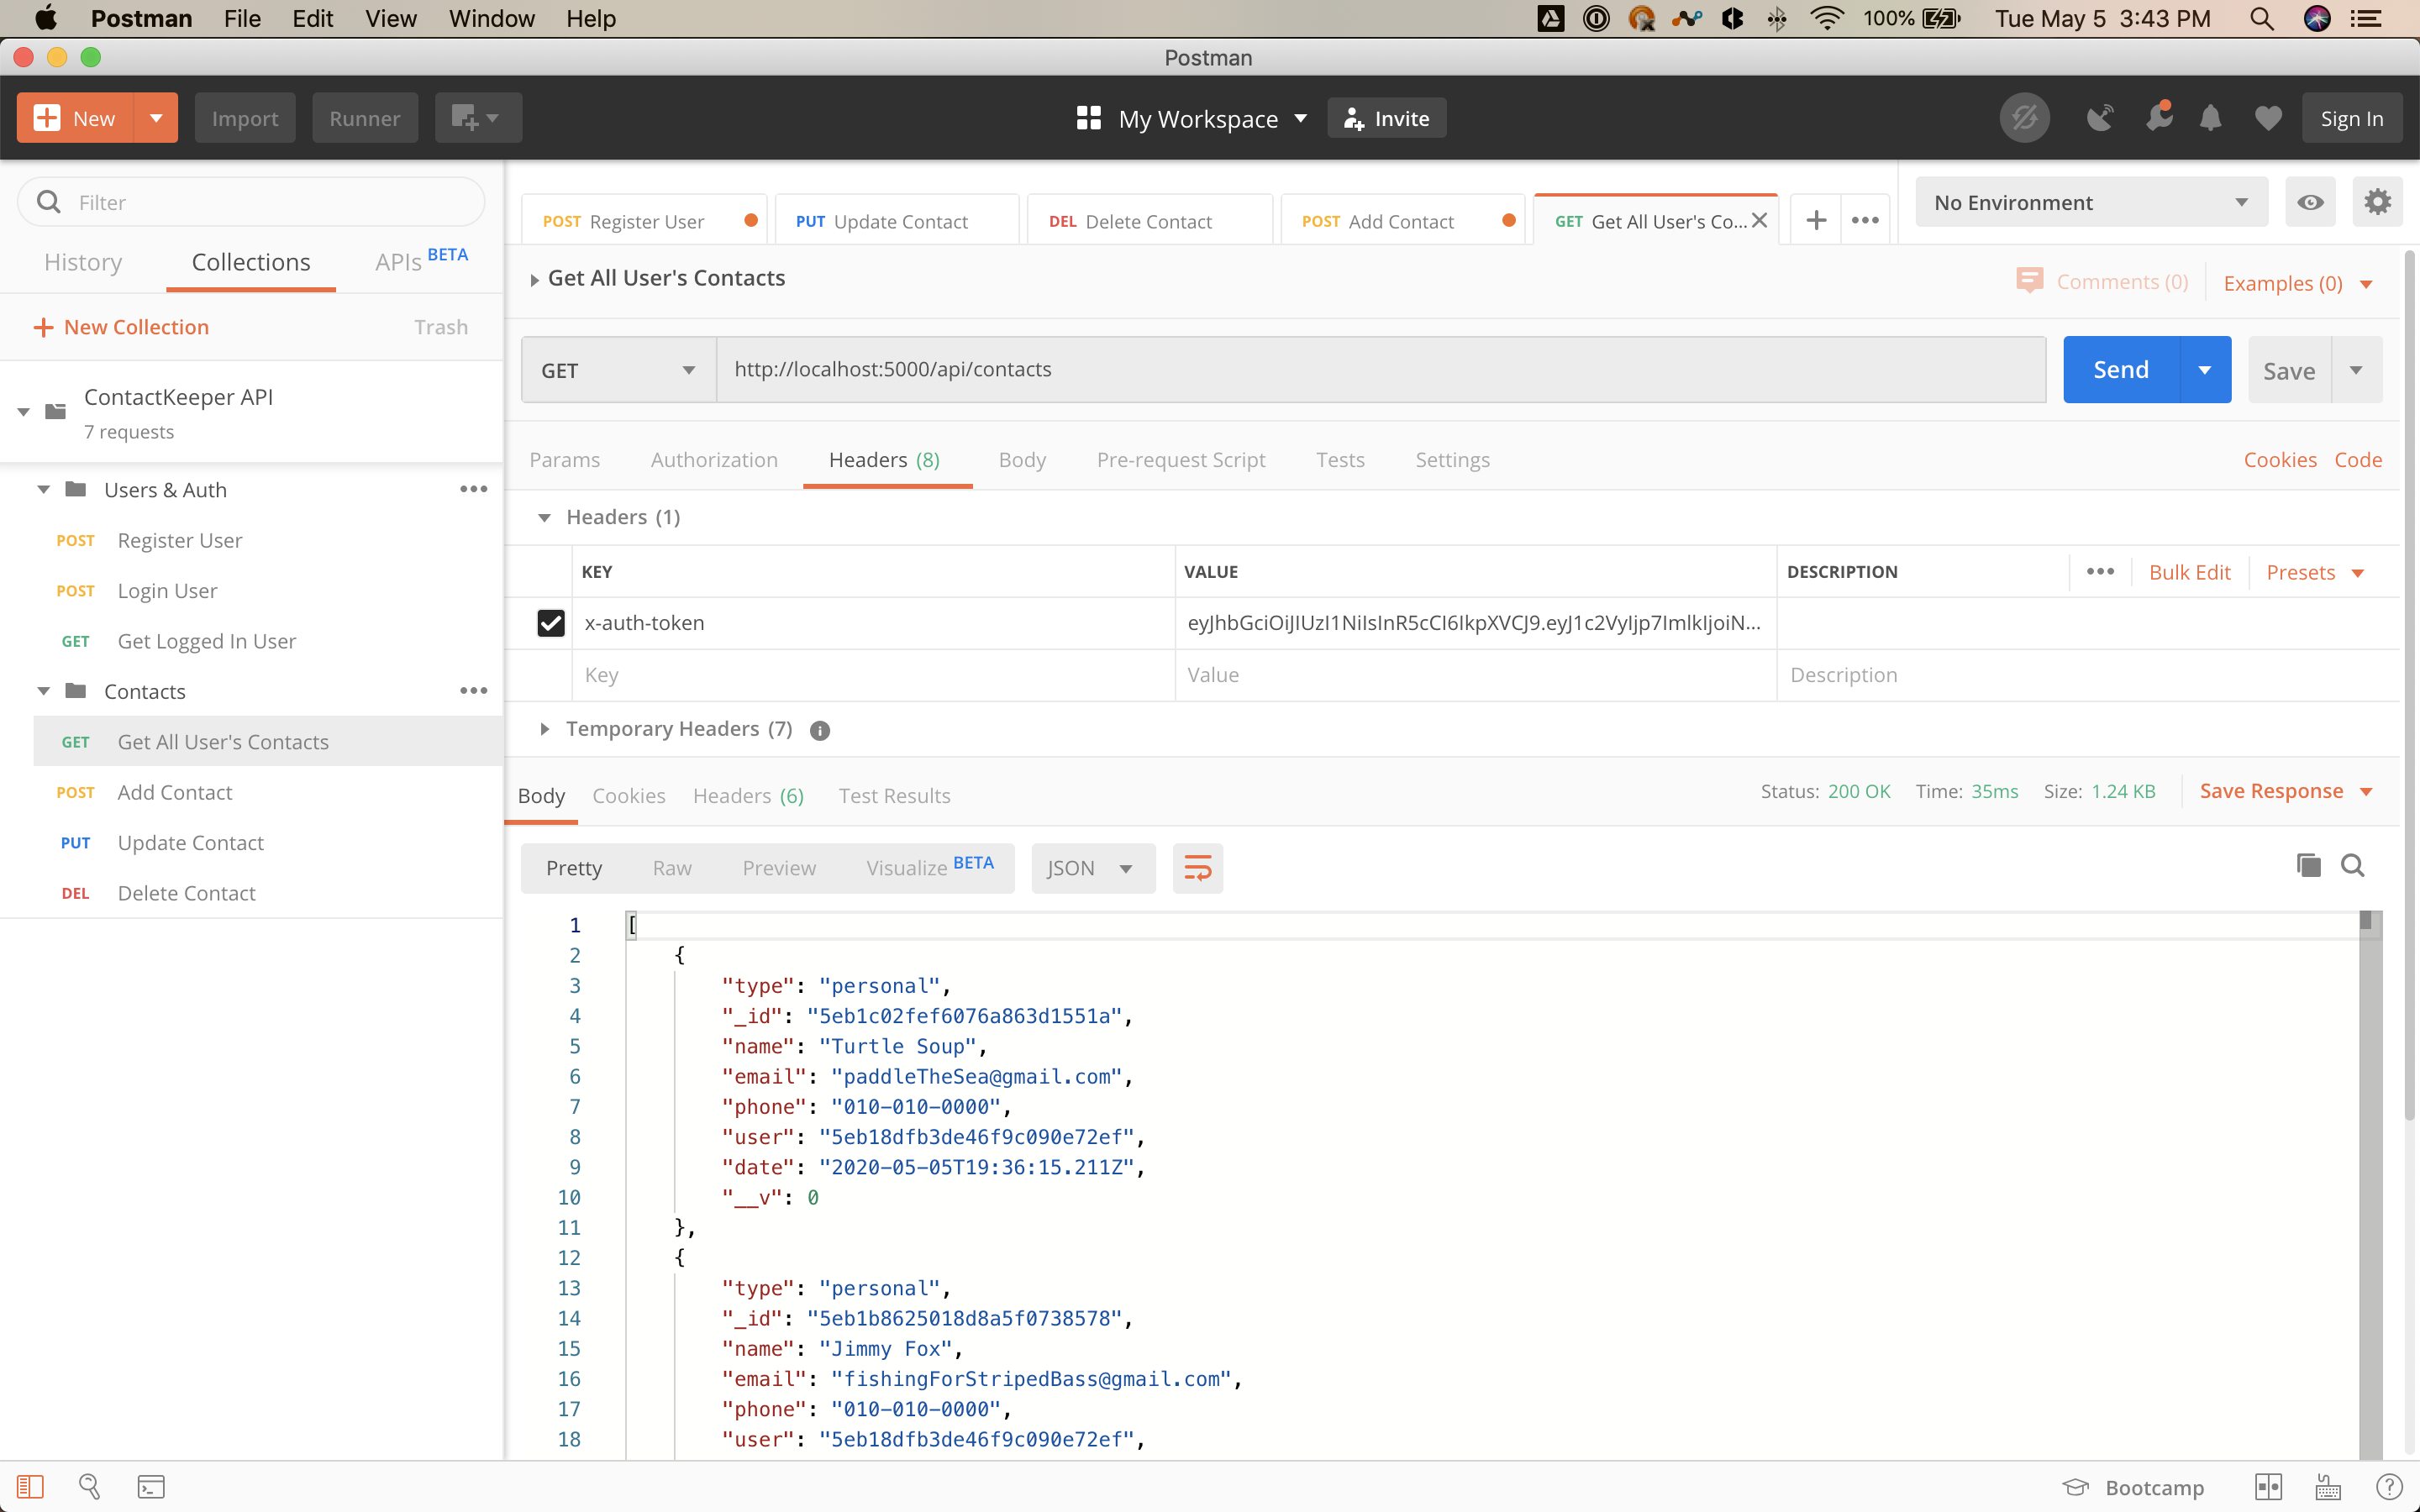 Postman File Edit View Window Help 100% Tue May 5 3:43 PM
Postman
New Import Runner My Workspace Invite Sign In
Filter
History Collections APIs BETA
New Collection Trash
ContactKeeper API
7 requests
Users & Auth
POST Register User
POST Login User
GET Get Logged In User
Contacts
GET Get All User's Contacts
POST Add Contact
PUT Update Contact
DEL Delete Contact
POST Register User PUT Update Contact DEL Delete Contact POST Add Contact GET Get All User's Co... No Environment
Get All User's Contacts Comments (0) Examples (0)
GET http://localhost:5000/api/contacts Send Save
Params Authorization Headers (8) Body Pre-request Script Tests Settings Cookies Code
Headers (1)
KEY VALUE DESCRIPTION Bulk Edit Presets
x-auth-token eyJhbGciOiJIUzI1NiIsInR5cCI6IkpXVCJ9.eyJ1c2VyIjp7ImlkIjoiN...
Key Value Description
Temporary Headers (7)
Body Cookies Headers (6) Test Results Status: 200 OK Time: 35ms Size: 1.24 KB Save Response
Pretty Raw Preview Visualize BETA JSON
1 [
2 {
3 "type": "personal",
4 "_id": "5eb1c02fef6076a863d1551a",
5 "name": "Turtle Soup",
6 "email": "paddleTheSea@gmail.com",
7 "phone": "010-010-0000",
8 "user": "5eb18dfb3de46f9c090e72ef",
9 "date": "2020-05-05T19:36:15.211Z",
10 "__v": 0
11 },
12 {
13 "type": "personal",
14 "_id": "5eb1b8625018d8a5f0738578",
15 "name": "Jimmy Fox",
16 "email": "fishingForStripedBass@gmail.com",
17 "phone": "010-010-0000",
18 "user": "5eb18dfb3de46f9c090e72ef",
Bootcamp